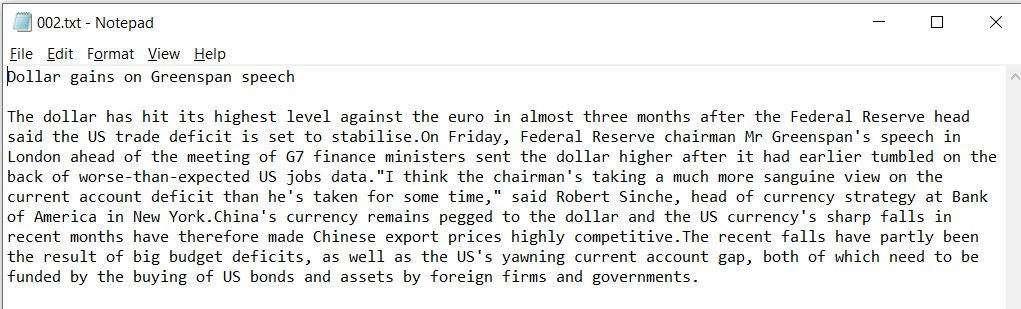 002.txt - Notepad
File Edit Format View Help
Dollar gains on Greenspan speech
The dollar has hit its highest level against the euro in almost three months after the Federal Reserve head
said the US trade deficit is set to stabilise.On Friday, Federal Reserve chairman Mr Greenspan's speech in
London ahead of the meeting of G7 finance ministers sent the dollar higher after it had earlier tumbled on the
back of worse-than-expected US jobs data."I think the chairman's taking a much more sanguine view on the
current account deficit than he's taken for some time," said Robert Sinche, head of currency strategy at Bank
of America in New York.China's currency remains pegged to the dollar and the US currency's sharp falls in
recent months have therefore made Chinese export prices highly competitive.The recent falls have partly been
the result of big budget deficits, as well as the US's yawning current account gap, both of which need to be
funded by the buying of US bonds and assets by foreign firms and governments.